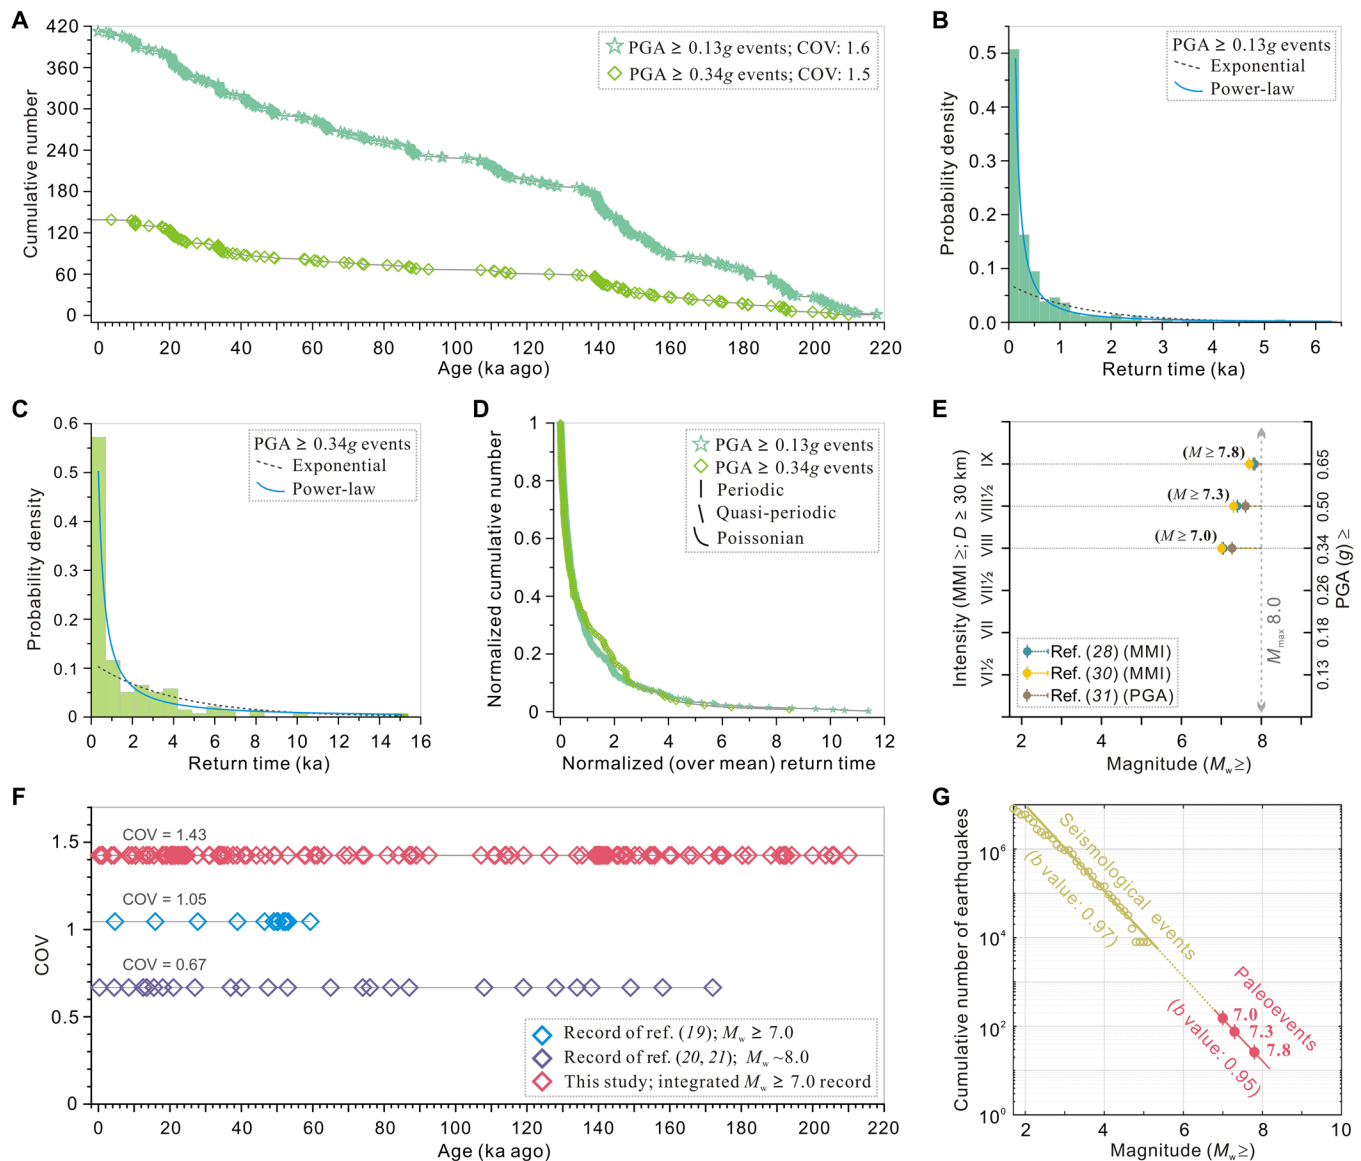 A
420
360
300
240
180
120
60
0
Cumulative number
PGA ≥ 0.13g events; COV: 1.6
PGA ≥ 0.34g events; COV: 1.5
0 20 40 60 80 100 120 140 160 180 200 220
Age (ka ago)
B
0.5
0.4
0.3
0.2
0.1
0.0
Probability density
PGA ≥ 0.13g events
Exponential
Power-law
0 1 2 3 4 5 6
Return time (ka)
C
0.6
0.5
0.4
0.3
0.2
0.1
0
Probability density
PGA ≥ 0.34g events
Exponential
Power-law
0 2 4 6 8 10 12 14 16
Return time (ka)
D
1
0.8
0.6
0.4
0.2
0
Normalized cumulative number
PGA ≥ 0.13g events
PGA ≥ 0.34g events
Periodic
Quasi-periodic
Poissonian
0 2 4 6 8 10 12
Normalized (over mean) return time
E
Intensity (MMI ≥; D ≥ 30 km)
IX
VIII½
VIII
VII½
VII
VI½
(M ≥ 7.8)
(M ≥ 7.3)
(M ≥ 7.0)
Mmax 8.0
0.65
0.50
0.34
0.26
0.18
0.13
PGA (g) ≥
Ref. (28) (MMI)
Ref. (30) (MMI)
Ref. (31) (PGA)
2 4 6 7 8
Magnitude (Mw≥)
F
1.5
1
0.5
0
COV
COV = 1.43
COV = 1.05
COV = 0.67
Record of ref. (19); Mw ≥ 7.0
Record of ref. (20, 21); Mw ~8.0
This study; integrated Mw ≥ 7.0 record
0 20 40 60 80 100 120 140 160 180 200 220
Age (ka ago)
G
10⁶
10⁴
10²
10⁰
Cumulative number of earthquakes
Seismological events
(b value: 0.97)
Paleoevents
(b value: 0.95)
7.0
7.3
7.8
2 4 6 8 10
Magnitude (Mw≥)